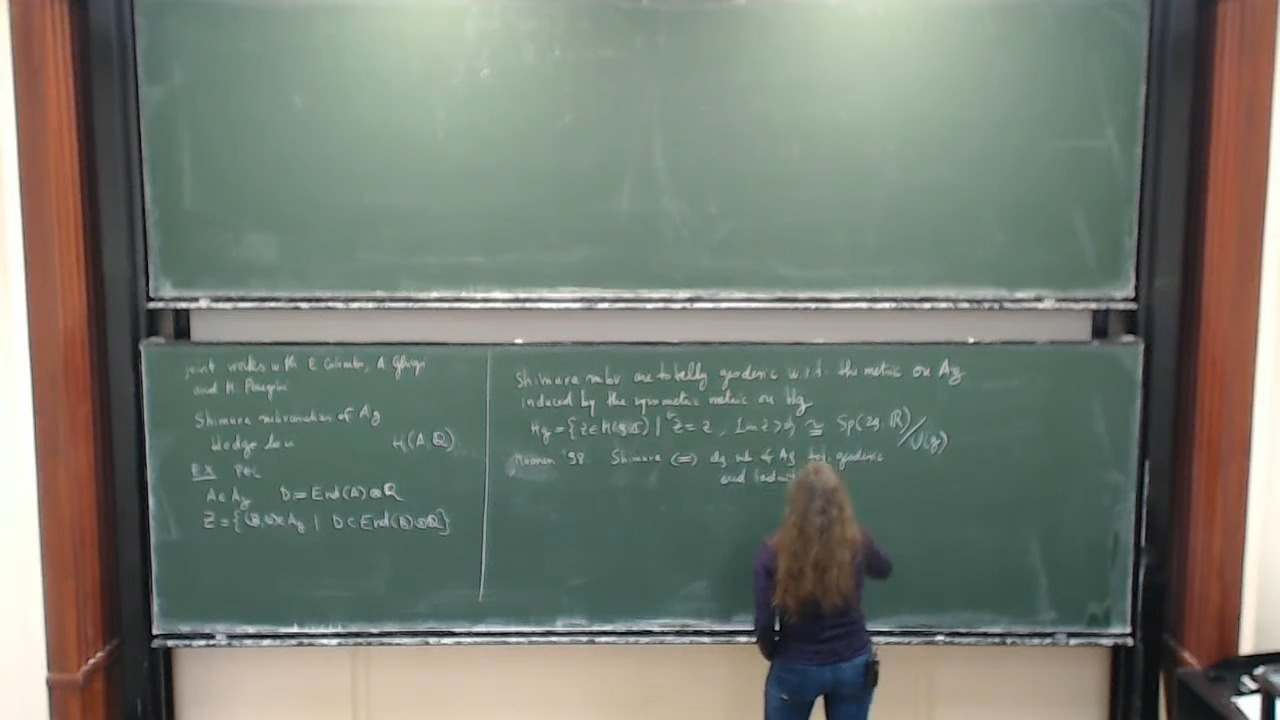 joint works with E Colombo, A Ghigi
and M. Penegini
Shimura subvarieties of Ag
Hodge loci H₁(A, Q)
EX PEL
A ∈ Ag D := End(A) ⊗ Q
Z = { ∈ Ag | D ⊂ End(B) ⊗ Q}
Shimura subv are totally geodesic w.r.t. the metric on Ag
induced by the symmetric metric on Hg
Hg = {Z ∈ M(g, C) | ᵗZ = Z, Im Z > 0} ≅ Sp(2g, R)/U(g)
Moonen '98. Shimura ⟺ alg sub of Ag tot. geodesic
and